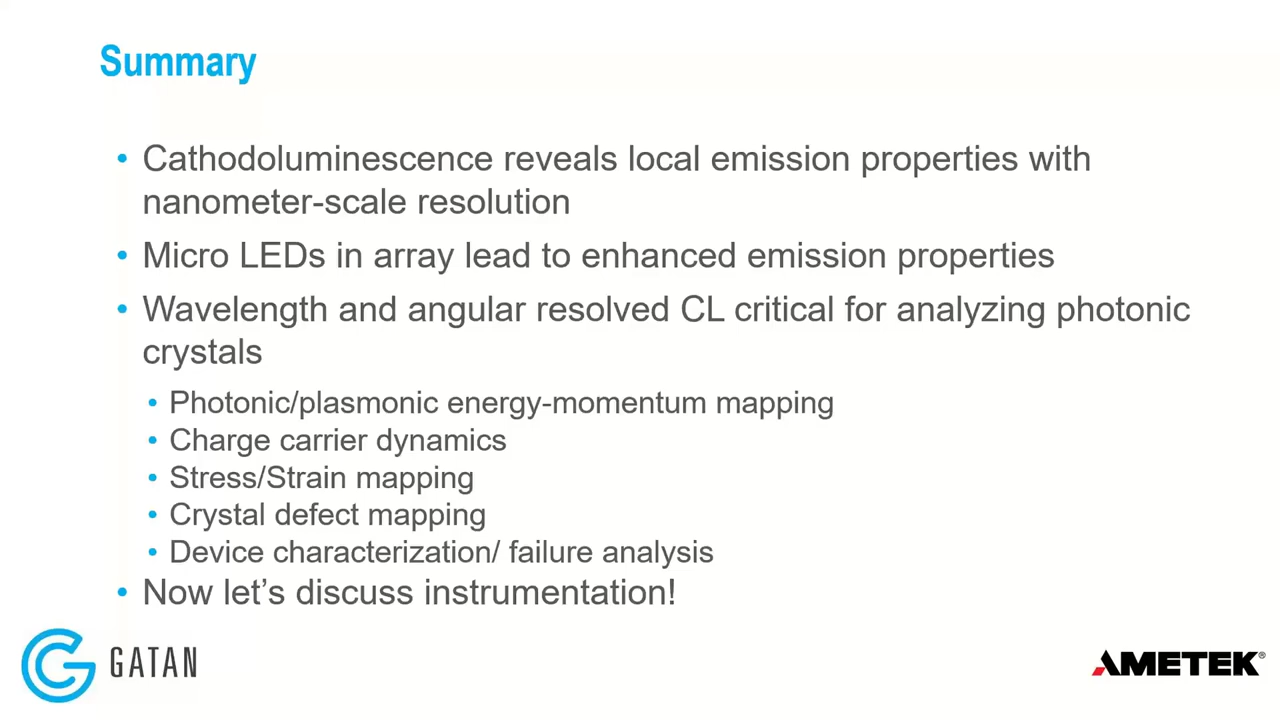 Summary
• Cathodoluminescence reveals local emission properties with
nanometer-scale resolution
• Micro LEDs in array lead to enhanced emission properties
• Wavelength and angular resolved CL critical for analyzing photonic
crystals
• Photonic/plasmonic energy-momentum mapping
• Charge carrier dynamics
• Stress/Strain mapping
• Crystal defect mapping
• Device characterization/ failure analysis
• Now let’s discuss instrumentation!
GATAN
AMETEK®